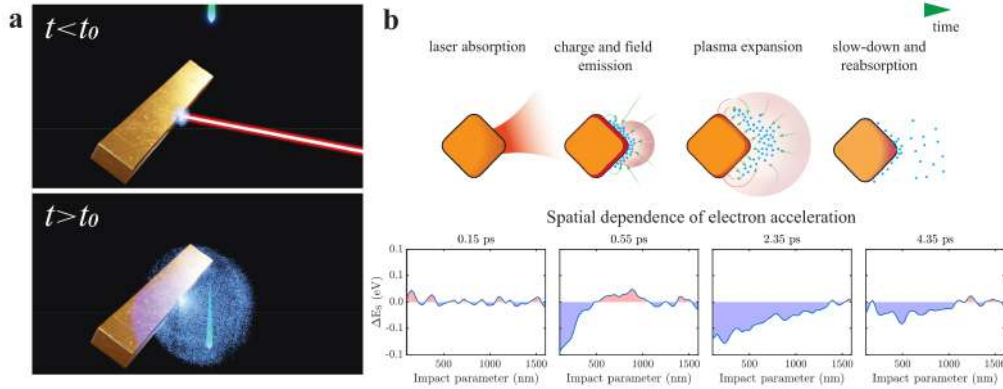 a
t<t₀
t>t₀
b
time
laser absorption
charge and field
emission
plasma expansion
slow-down and
reabsorption
Spatial dependence of electron acceleration
0.15 ps
0.55 ps
2.35 ps
4.35 ps
ΔEs (eV)
0.1
0.1
0.0
-0.1
-0.1
500 1000 1500
500 1000 1500
500 1000 1500
500 1000 1500
Impact parameter (nm)
Impact parameter (nm)
Impact parameter (nm)
Impact parameter (nm)